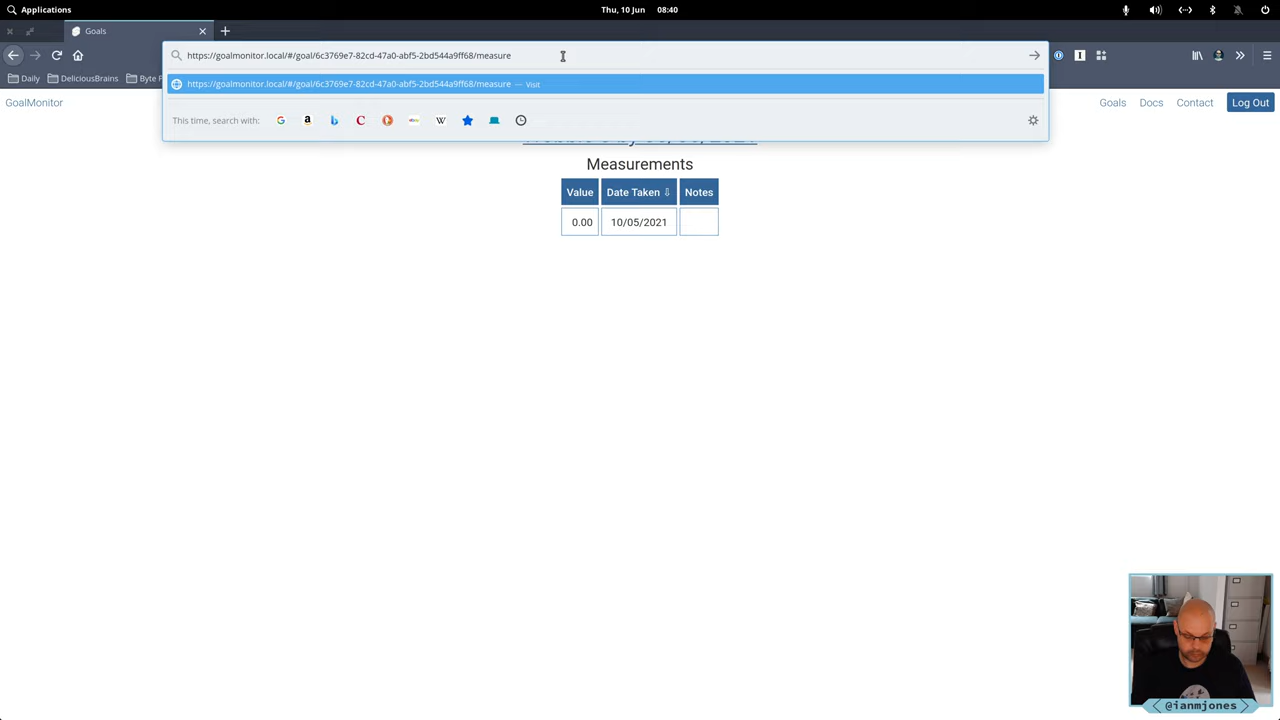 Applications
Thu, 10 Jun 08:40
Goals
https://goalmonitor.local/#/goal/6c3769e7-82cd-47a0-abf5-2bd544a9ff68/measure
Daily
DeliciousBrains
Byte P
https://goalmonitor.local/#/goal/6c3769e7-82cd-47a0-abf5-2bd544a9ff68/measure — Visit
GoalMonitor
Goals
Docs
Contact
Log Out
This time, search with:
Measurements
Value
Date Taken ⇩
Notes
0.00
10/05/2021
@ianmjones